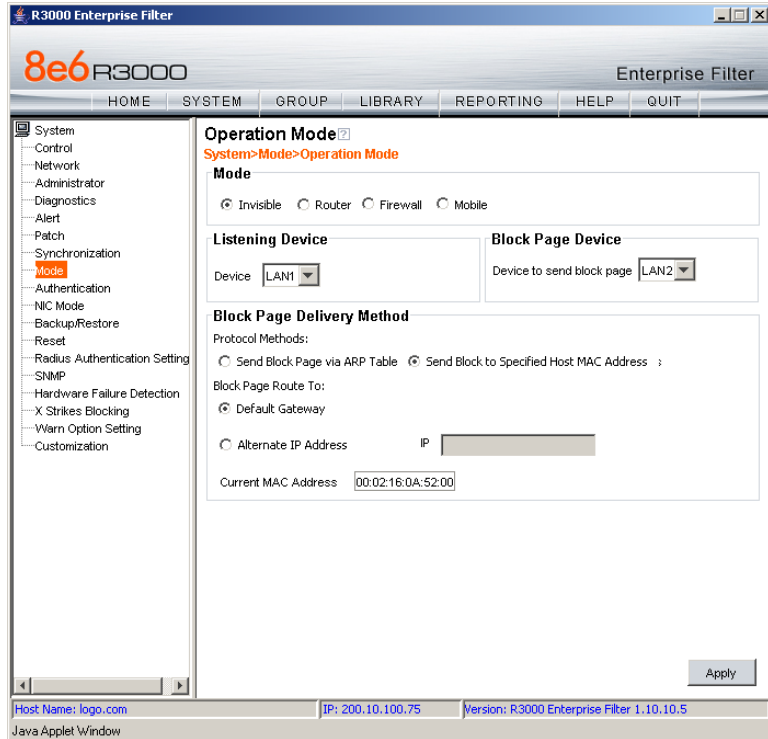 R3000 Enterprise Filter
8e6 R3000
Enterprise Filter
HOME SYSTEM GROUP LIBRARY REPORTING HELP QUIT
System
Control
Network
Administrator
Diagnostics
Alert
Patch
Synchronization
Mode
Authentication
NIC Mode
Backup/Restore
Reset
Radius Authentication Setting
SNMP
Hardware Failure Detection
X Strikes Blocking
Warn Option Setting
Customization
Operation Mode ?
System>Mode>Operation Mode
Mode
Invisible Router Firewall Mobile
Listening Device
Device LAN1
Block Page Device
Device to send block page LAN2
Block Page Delivery Method
Protocol Methods:
Send Block Page via ARP Table Send Block to Specified Host MAC Address :
Block Page Route To:
Default Gateway
Alternate IP Address IP
Current MAC Address 00:02:16:0A:52:00
Apply
Host Name: logo.com IP: 200.10.100.75 Version: R3000 Enterprise Filter 1.10.10.5
Java Applet Window